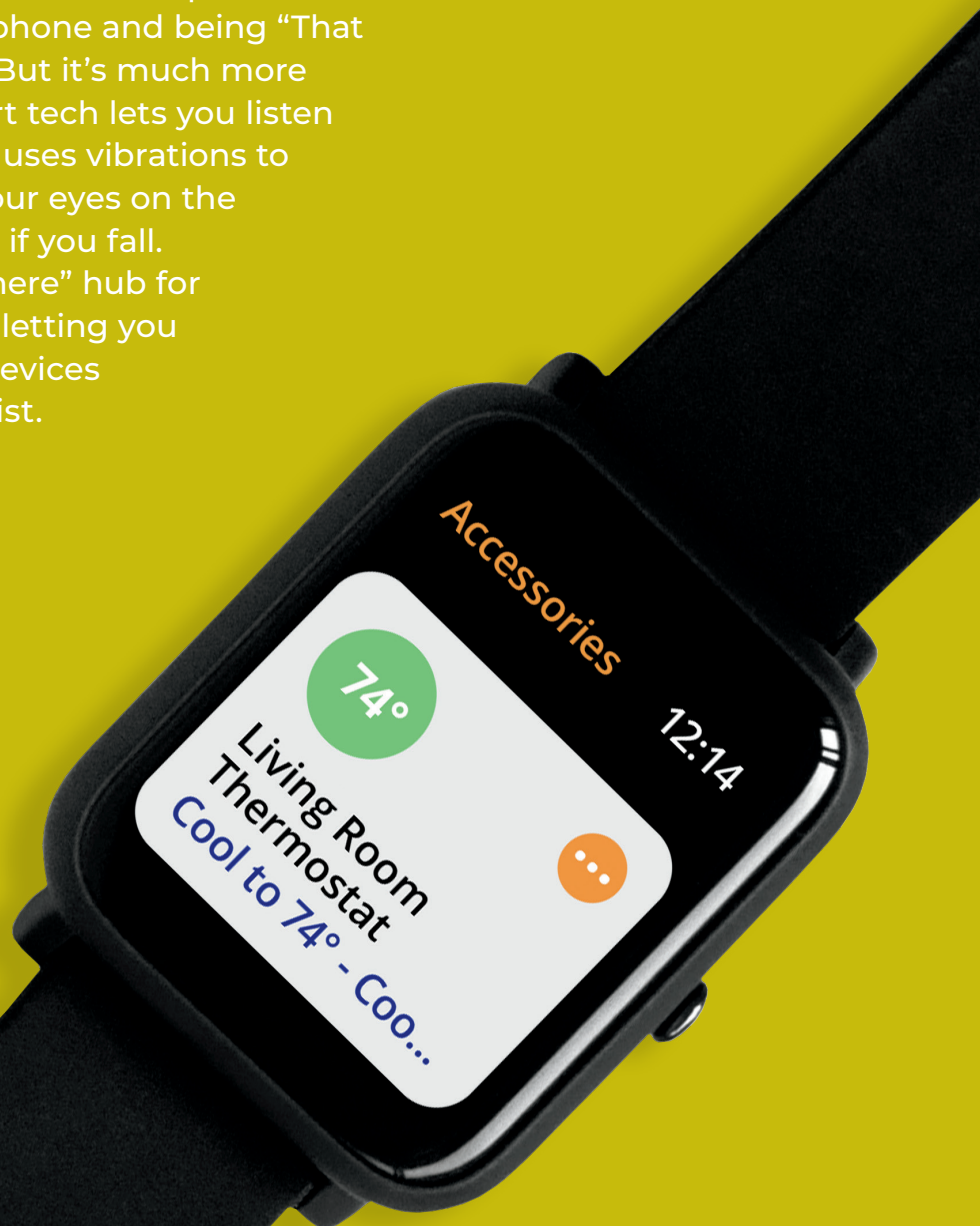 phone and being “That
But it’s much more
rt tech lets you listen
uses vibrations to
our eyes on the
if you fall.
here” hub for
letting you
evices
ist.
Accessories
12:14
74°
Living Room
Thermostat
Cool to 74° - Coo...